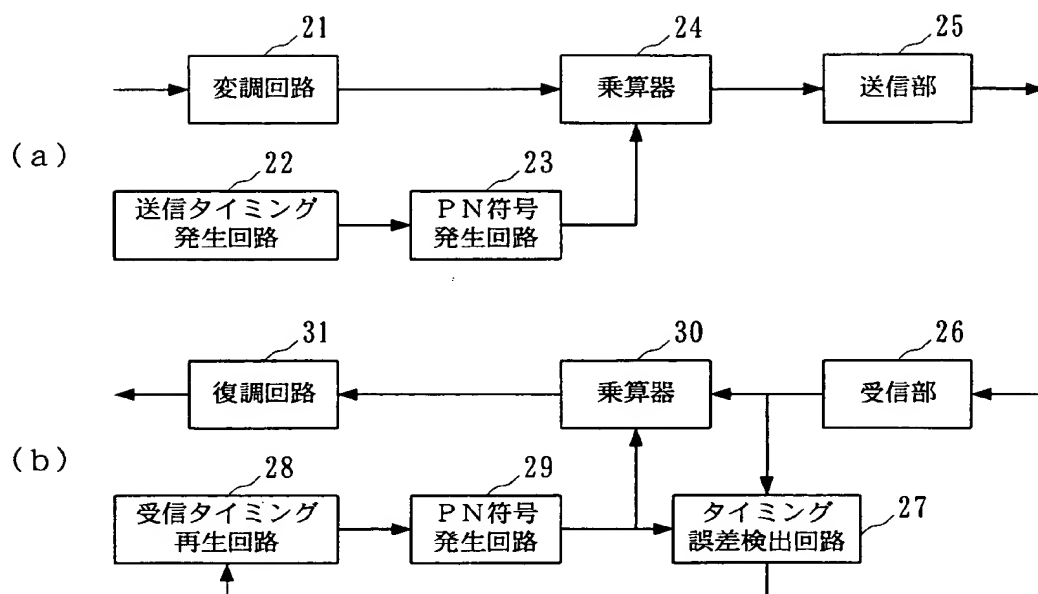 21
24
25
変調回路
乗算器
送信部
(a)
22
23
送信タイミング
発生回路
PN符号
発生回路
31
30
26
復調回路
乗算器
受信部
(b)
28
29
27
受信タイミング
再生回路
PN符号
発生回路
タイミング
誤差検出回路